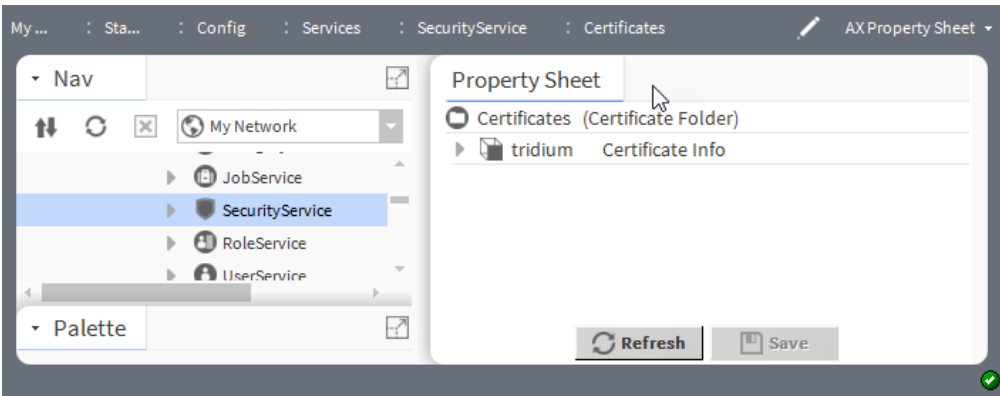 My ... : Sta... : Config : Services : SecurityService : Certificates AX Property Sheet
Nav
My Network
JobService
SecurityService
RoleService
UserService
Palette
Property Sheet
Certificates (Certificate Folder)
tridium Certificate Info
Refresh Save